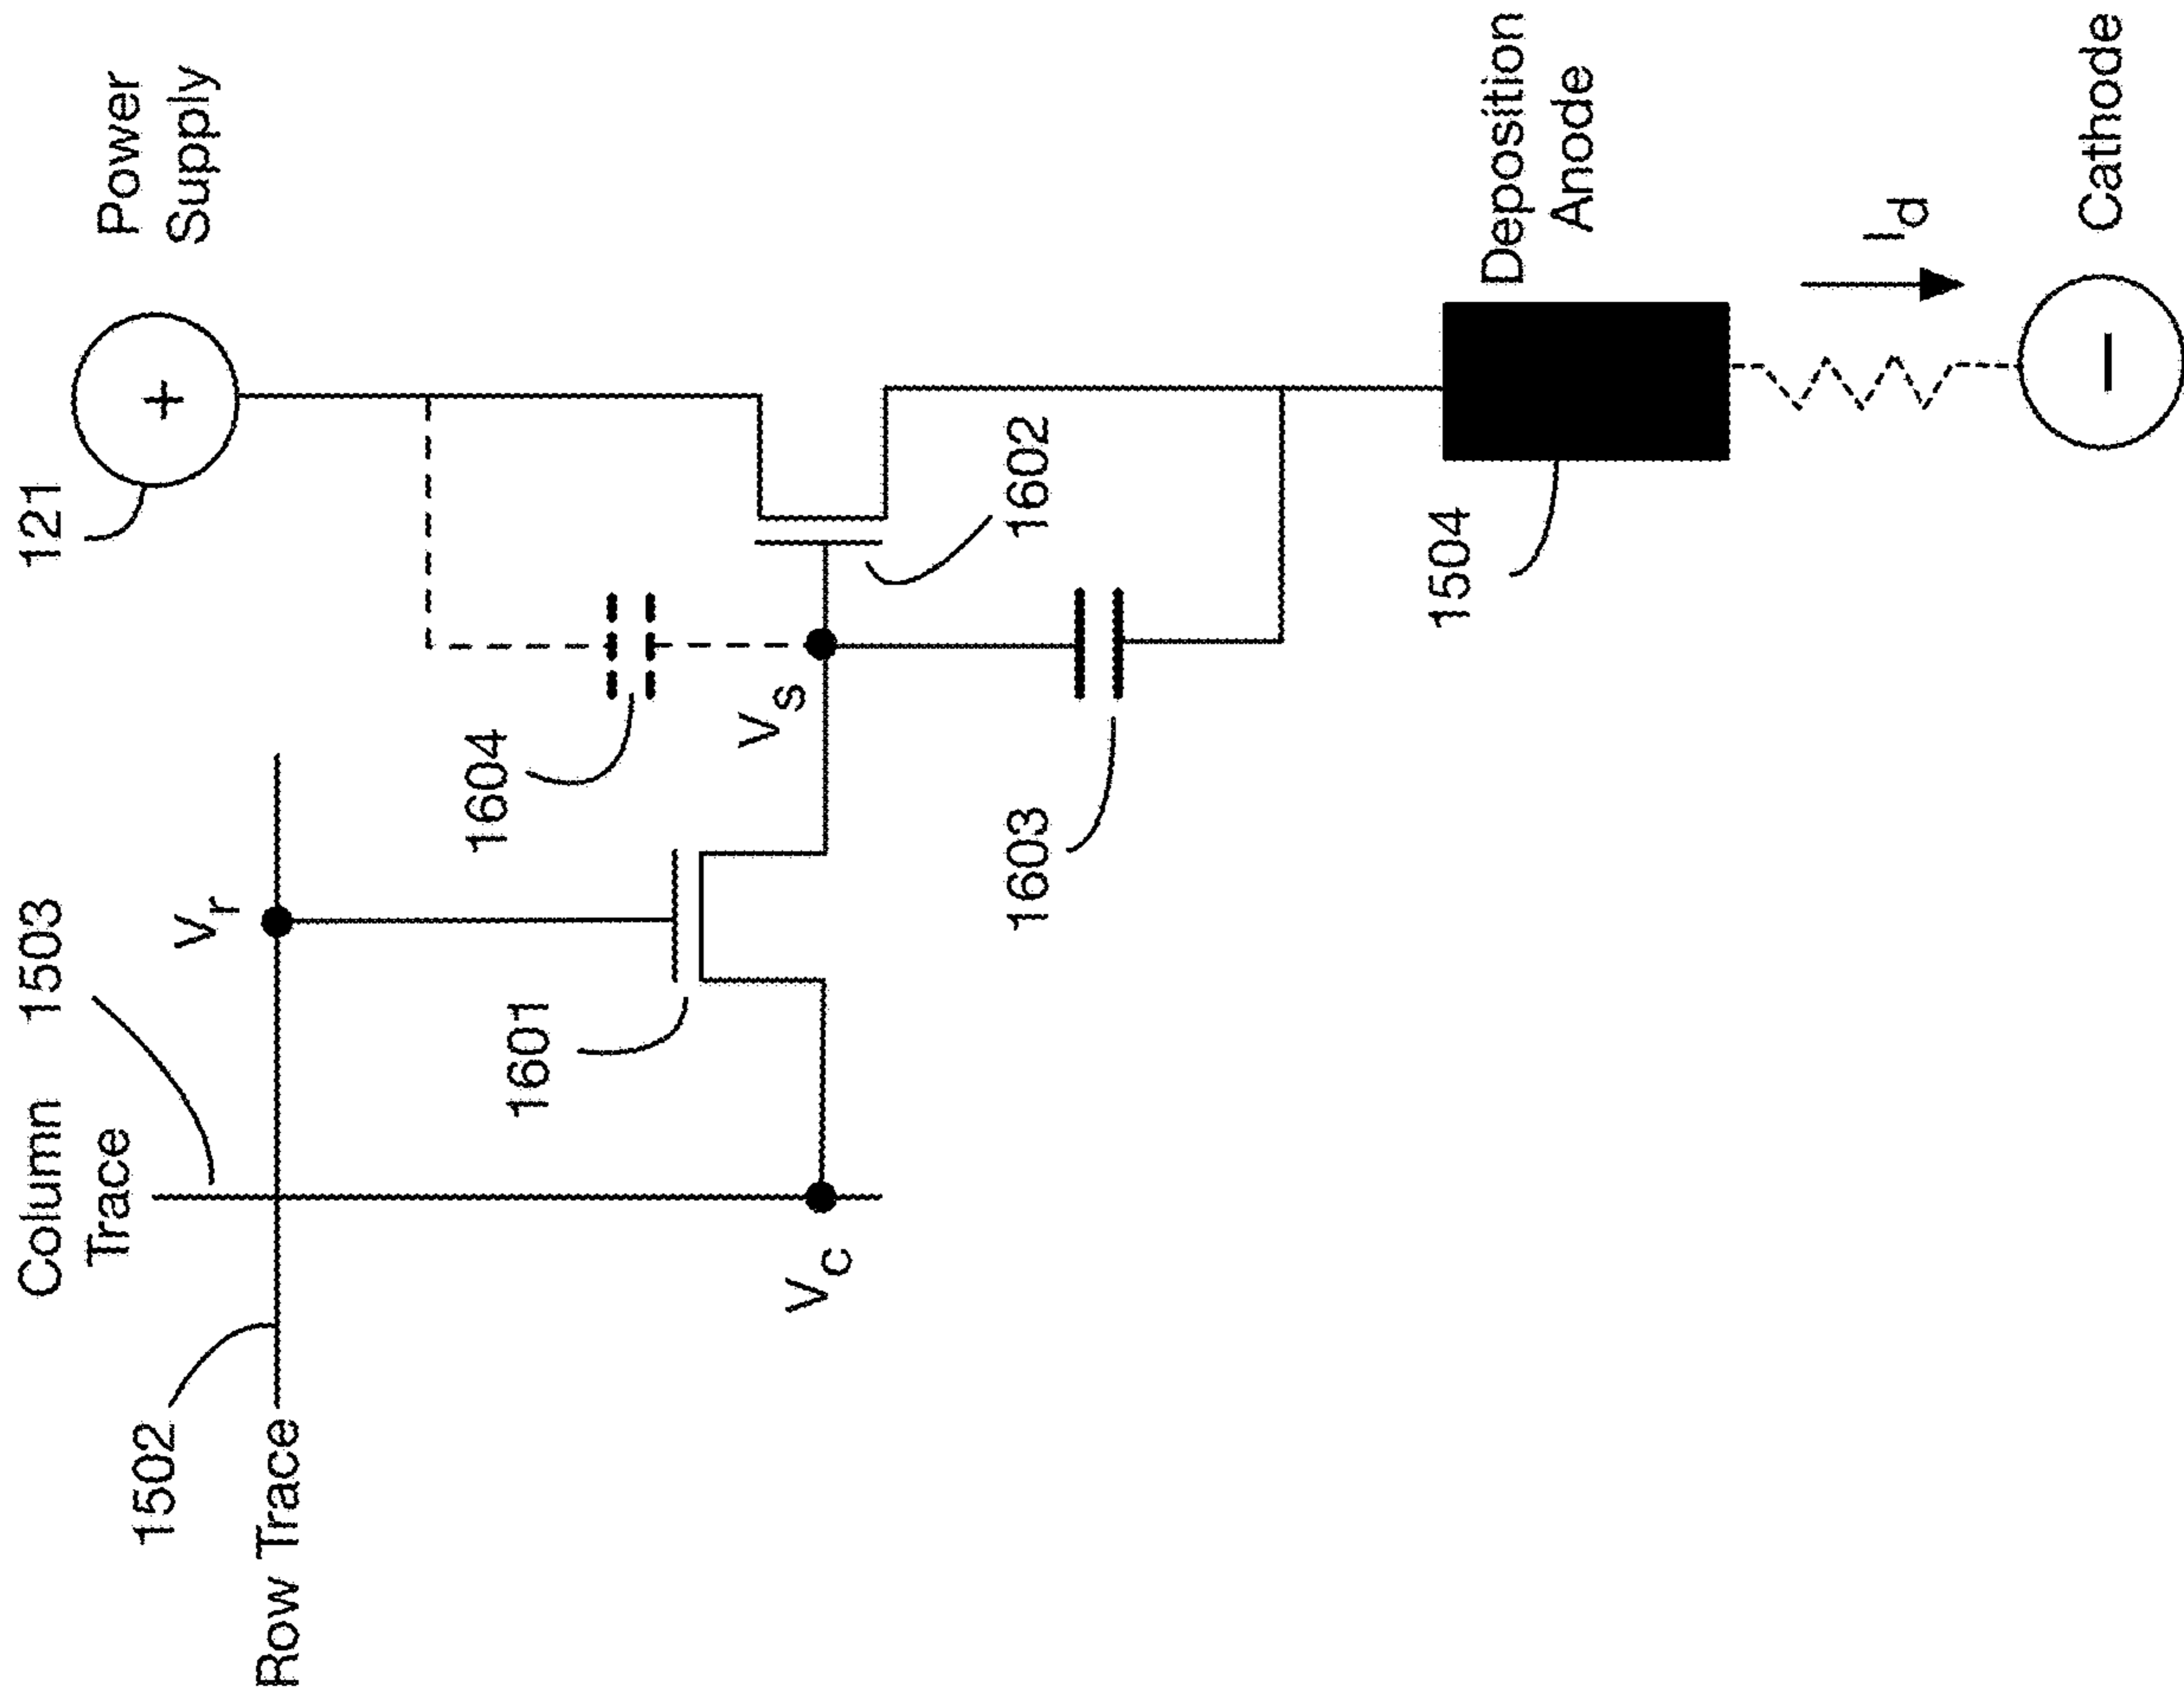 Power
Supply
121
Column
Trace
1503
V_r
1502
Row Trace
1601
1604
V_s
1602
V_c
1603
Deposition
Anode
1504
I_d
Cathode
+
−